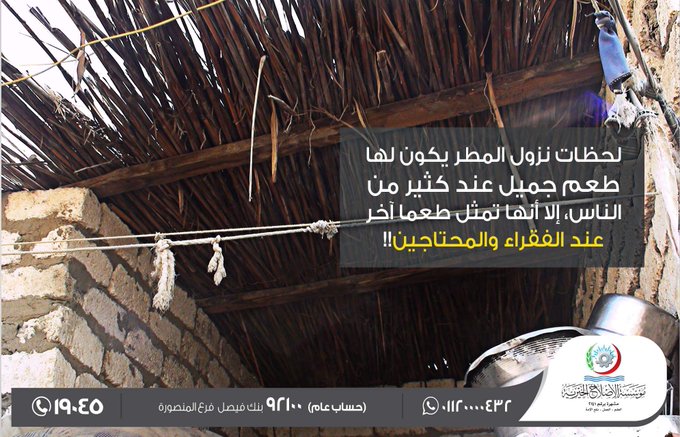 لحظات نزول المطر يكون لها
طعم جميل عند كثير من
الناس، إلا أنها تمثل طعما آخر
عند الفقراء والمحتاجين!!
مؤسسة الإصلاح الخيرية
١٩٠٤٥
(حساب عام) ٩٢١٠٠ بنك فيصل فرع المنصورة
٠١١٢٠٠٠٠٤٣٢